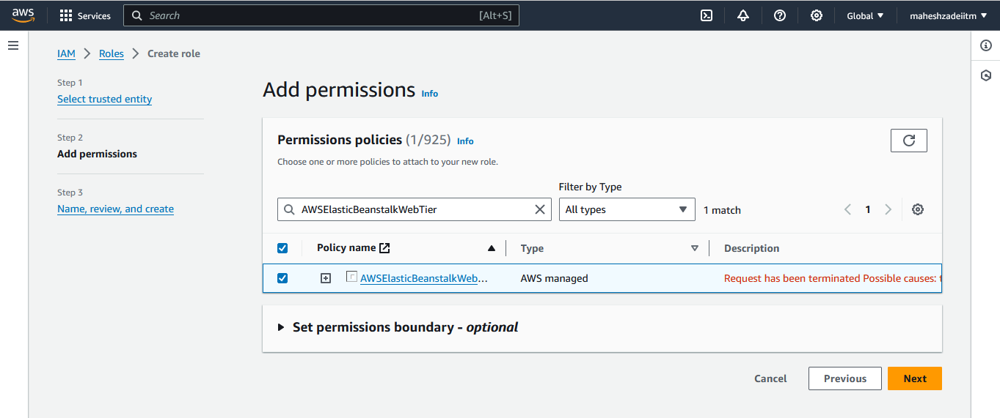 aws
Services
Search
[Alt+S]
Global
maheshzadeiitm
IAM
Roles
Create role
Step 1
Select trusted entity
Step 2
Add permissions
Step 3
Name, review, and create
Add permissions Info
Permissions policies (1/925) Info
Choose one or more policies to attach to your new role.
Filter by Type
AWSElasticBeanstalkWebTier
All types
1 match
1
Policy name
Type
Description
AWSElasticBeanstalkWeb...
AWS managed
Request has been terminated Possible causes:
Set permissions boundary - optional
Cancel
Previous
Next